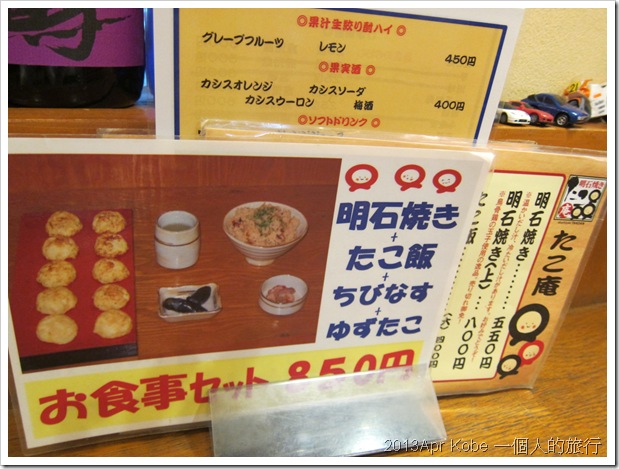 寿
◎果汁生絞り酎ハイ◎
グレープフルーツ レモン
450円
◎果実酒◎
カシスオレンジ カシスソーダ
カシスウーロン 梅酒 400円
◎ソフトドリンク◎
明石焼き
+
たこ飯
+
ちびなす
+
ゆずたこ
お食事セット 850円
明石焼き
たこ庵
明石焼き………五五〇円
明石焼き<上>…八〇〇円
たこ飯
四〇〇円
2013Apr Kobe 一個人的旅行